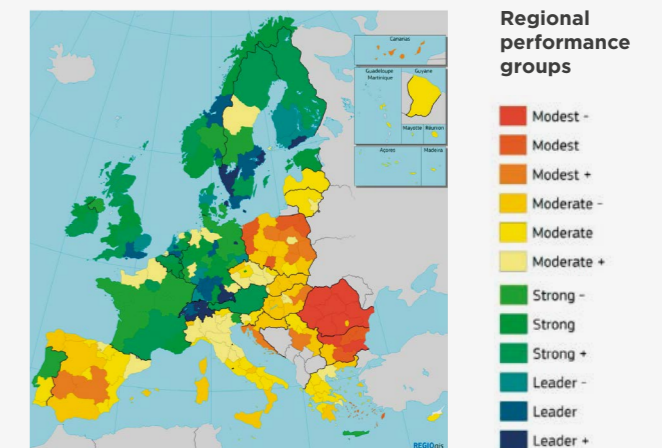 Regional
performance
groups
Canarias
Guadeloupe
Martinique
Guyane
Mayotte
Réunion
Açores
Madeira
Modest -
Modest
Modest +
Moderate -
Moderate
Moderate +
Strong -
Strong
Strong +
Leader -
Leader
Leader +
REGIOgis